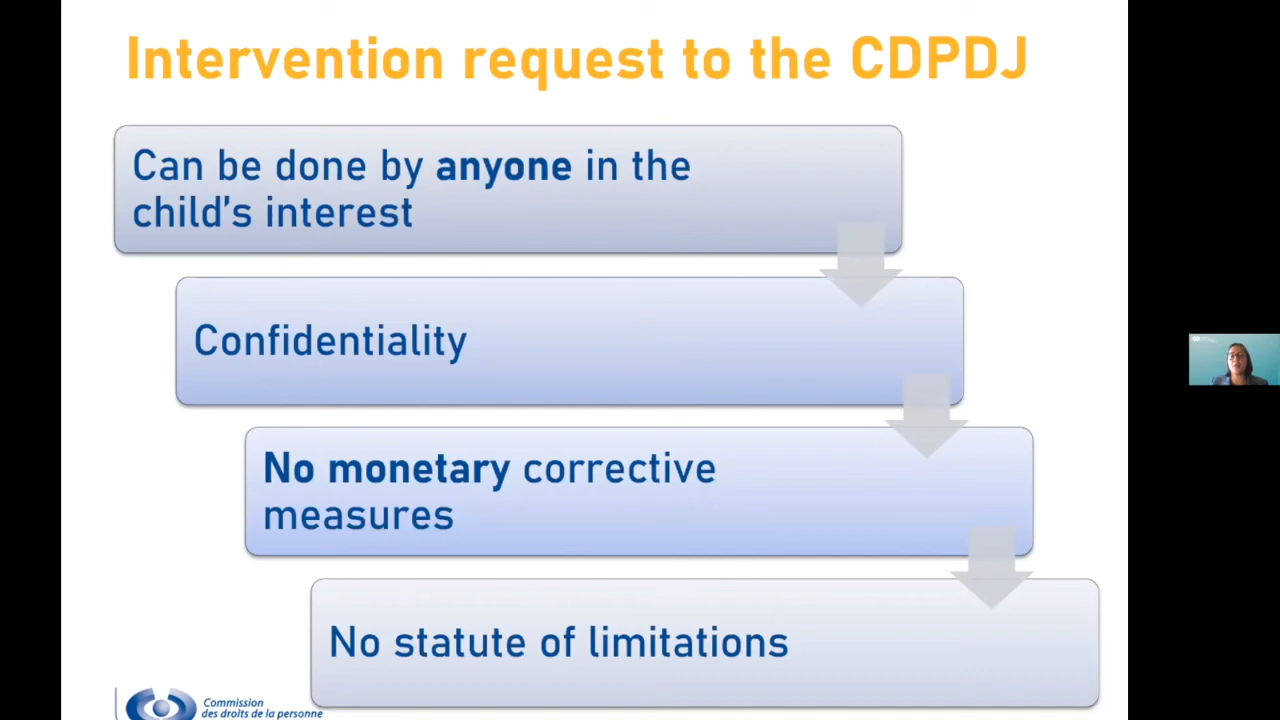 Intervention request to the CDPDJ
Can be done by anyone in the
child's interest
Confidentiality
No monetary corrective
measures
No statute of limitations
Commission
des droits de la personne